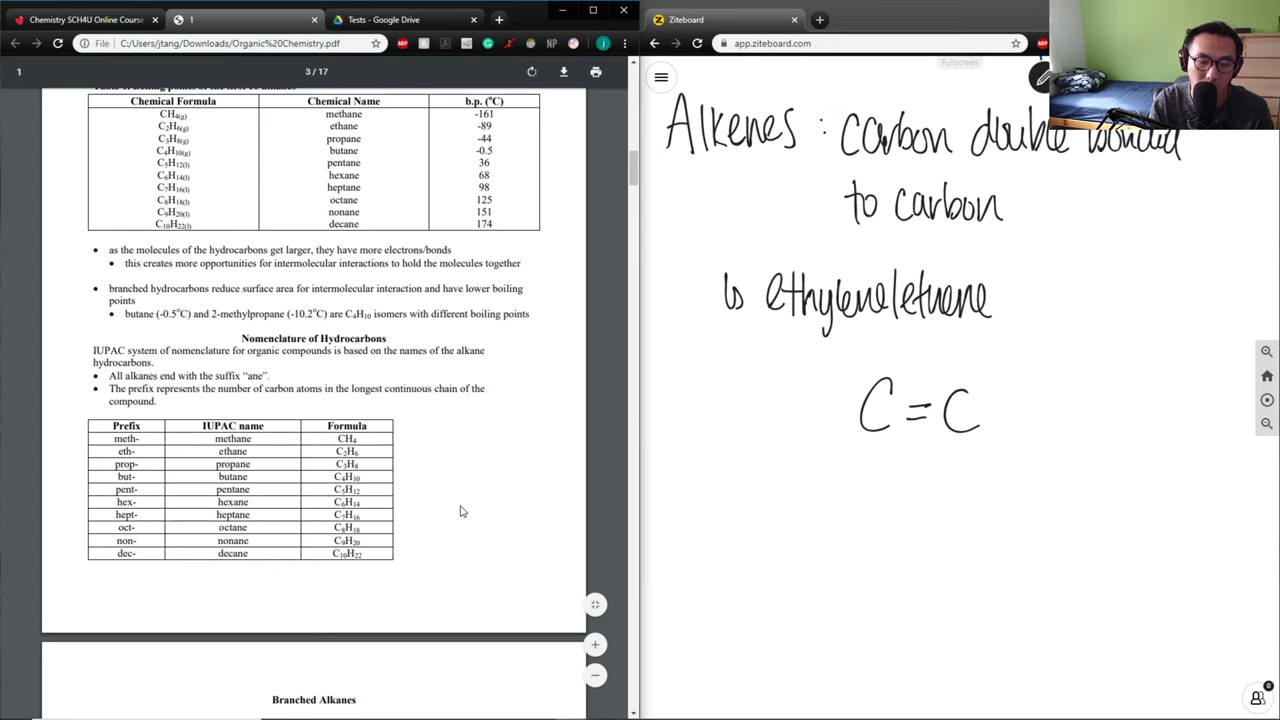 Chemistry SCH4U Online Course
1
Tests - Google Drive
Ziteboard
File
C:/Users/jtang/Downloads/Organic%20Chemistry.pdf
ABP
NP
j
app.ziteboard.com
1
3 / 17
Fullscreen
Chemical Formula Chemical Name b.p. (°C)
CH4(g) methane -161
C2H6(g) ethane -89
C3H8(g) propane -44
C4H10(g) butane -0.5
C5H12(l) pentane 36
C6H14(l) hexane 68
C7H16(l) heptane 98
C8H18(l) octane 125
C9H20(l) nonane 151
C10H22(l) decane 174
• as the molecules of the hydrocarbons get larger, they have more electrons/bonds
• this creates more opportunities for intermolecular interactions to hold the molecules together
• branched hydrocarbons reduce surface area for intermolecular interaction and have lower boiling
points
• butane (-0.5°C) and 2-methylpropane (-10.2°C) are C4H10 isomers with different boiling points
Nomenclature of Hydrocarbons
IUPAC system of nomenclature for organic compounds is based on the names of the alkane
hydrocarbons.
• All alkanes end with the suffix “ane”.
• The prefix represents the number of carbon atoms in the longest continuous chain of the
compound.
Prefix IUPAC name Formula
meth- methane CH4
eth- ethane C2H6
prop- propane C3H8
but- butane C4H10
pent- pentane C5H12
hex- hexane C6H14
hept- heptane C7H16
oct- octane C8H18
non- nonane C9H20
dec- decane C10H22
Branched Alkanes
Alkenes : carbon double bonded
to carbon
ethylene/ethene
C = C
0